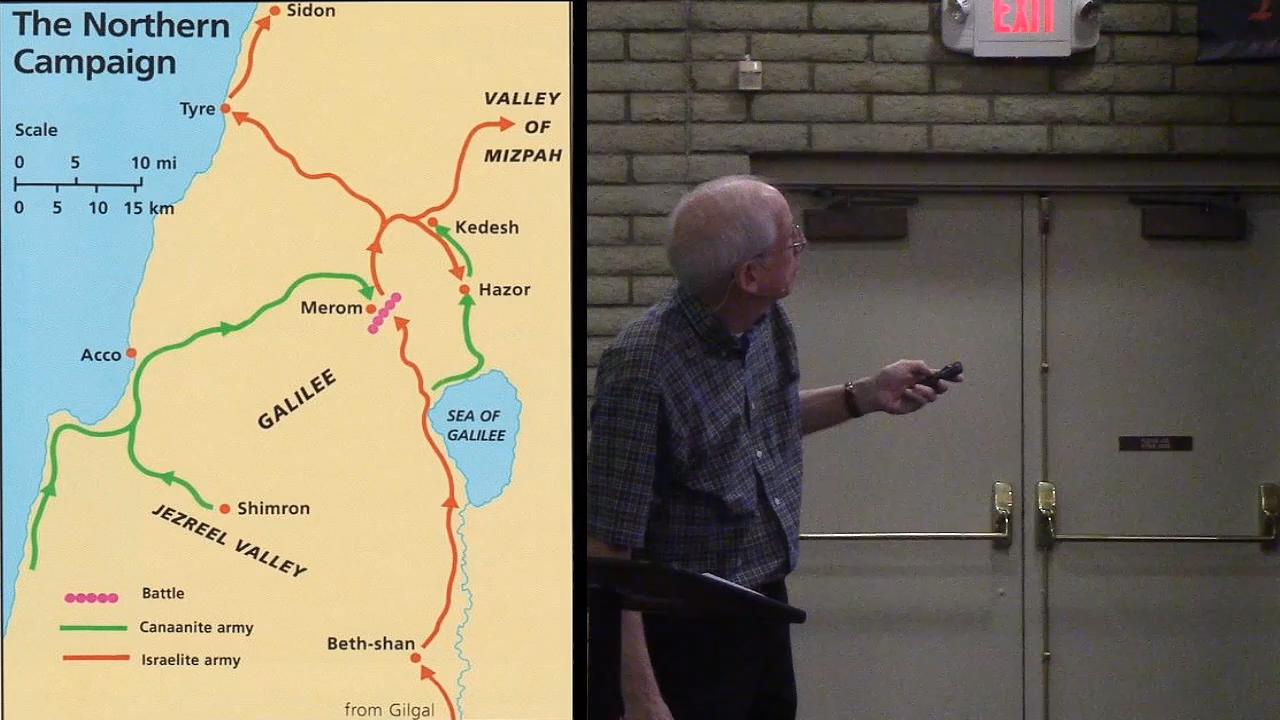 The Northern
Campaign
Sidon
Tyre
VALLEY
OF
MIZPAH
Scale
0 5 10 mi
0 5 10 15 km
Kedesh
Hazor
Merom
Acco
GALILEE
SEA OF
GALILEE
Shimron
JEZREEL VALLEY
Battle
Canaanite army
Israelite army
Beth-shan
from Gilgal
EXIT